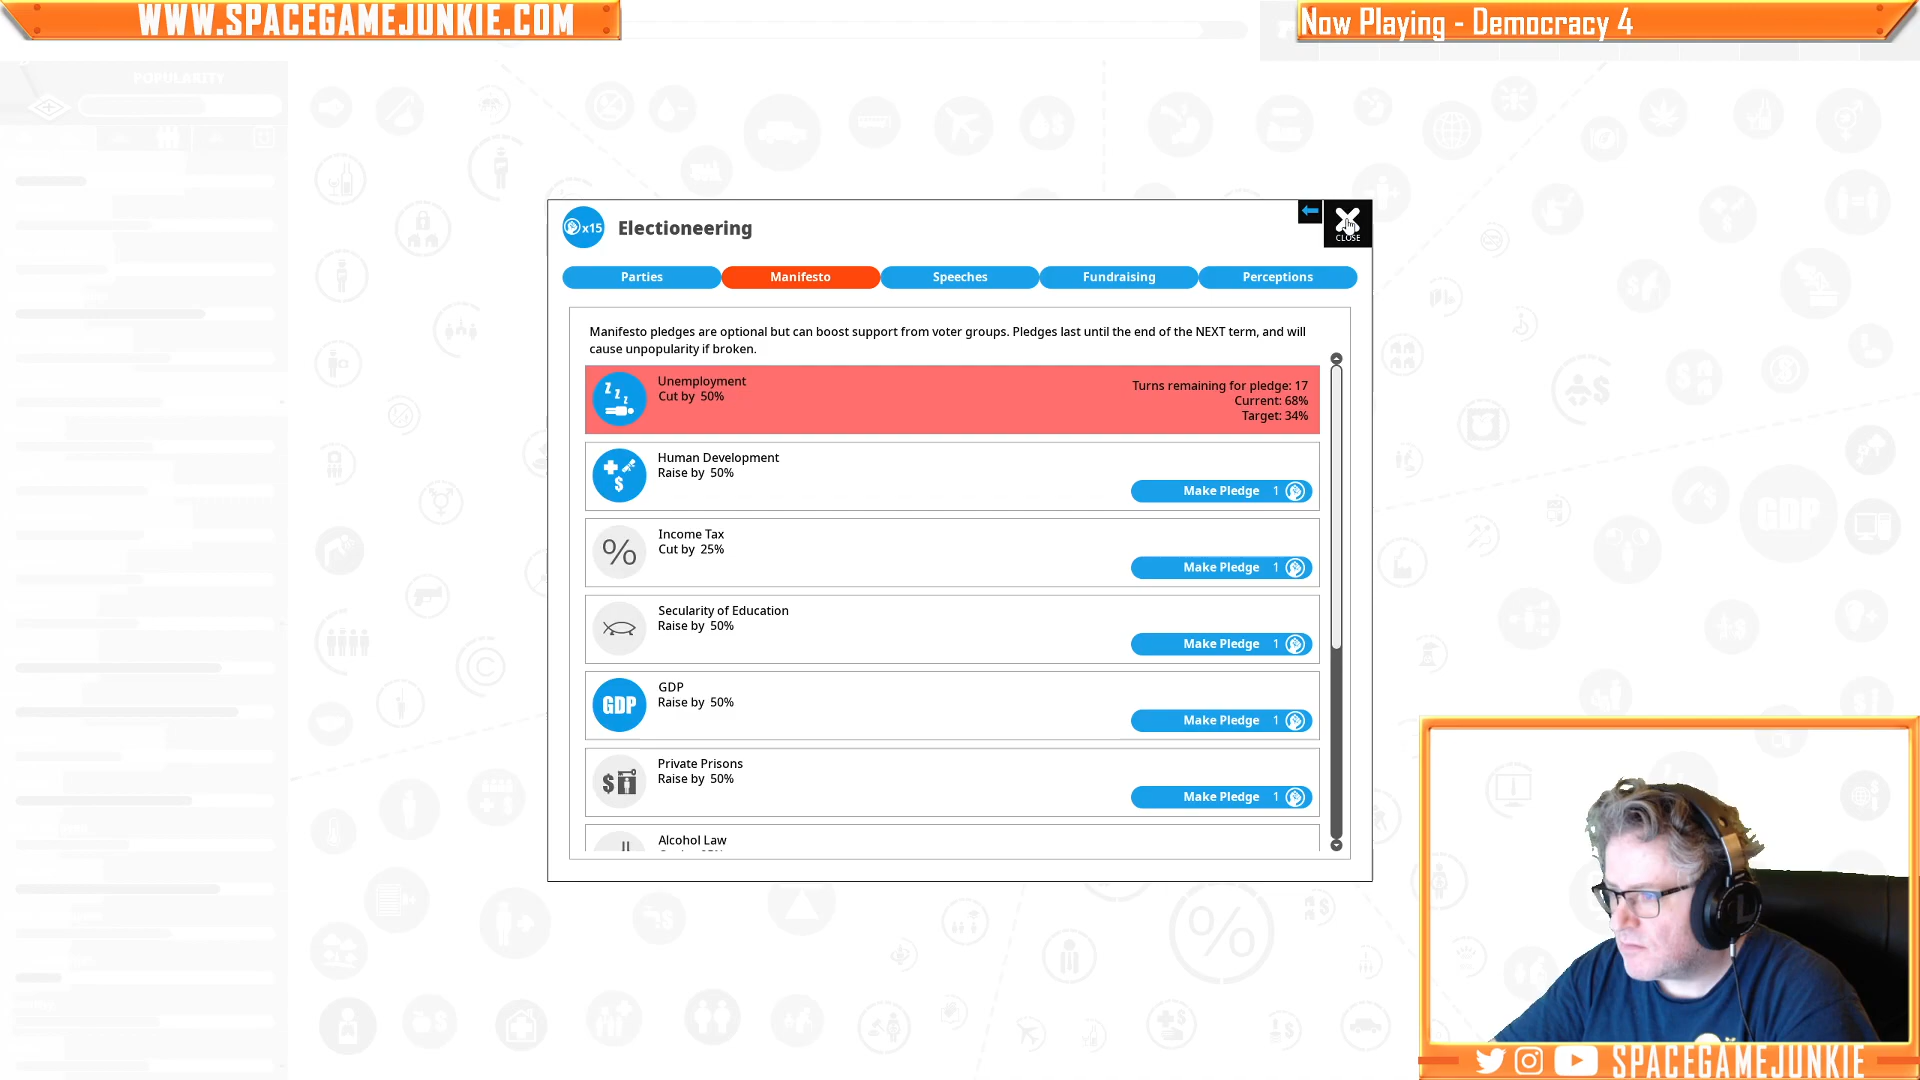 WWW.SPACEGAMEJUNKIE.COM
Now Playing - Democracy 4
POPULARITY
x15
Electioneering
CLOSE
Parties
Manifesto
Speeches
Fundraising
Perceptions
Manifesto pledges are optional but can boost support from voter groups. Pledges last until the end of the NEXT term, and will
cause unpopularity if broken.
Unemployment
Cut by 50%
Turns remaining for pledge: 17
Current: 68%
Target: 34%
Human Development
Raise by 50%
Make Pledge 1
Income Tax
Cut by 25%
Make Pledge 1
Secularity of Education
Raise by 50%
Make Pledge 1
GDP
GDP
Raise by 50%
Make Pledge 1
Private Prisons
Raise by 50%
Make Pledge 1
Alcohol Law
GDP
SPACEGAMEJUNKIE